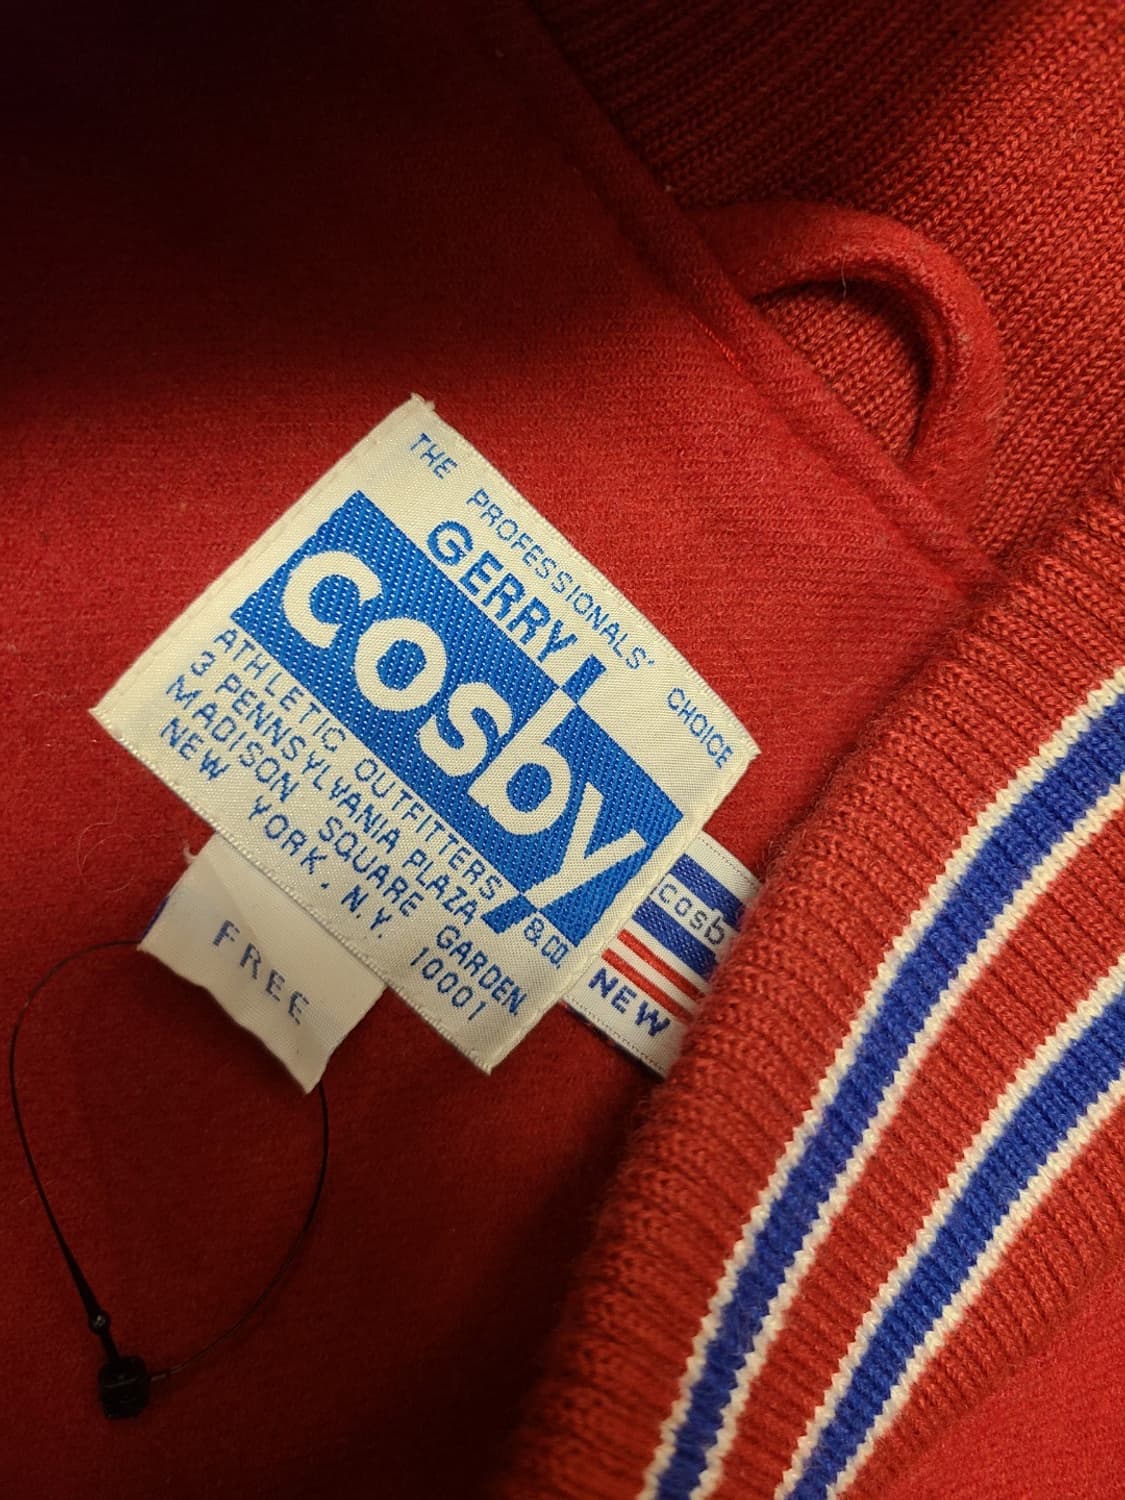 THE PROFESSIONALS' CHOICE
GERRY
cosby
& CO.
ATHLETIC OUTFITTERS
3 PENNSYLVANIA PLAZA
MADISON SQUARE GARDEN
NEW YORK, N.Y. 10001
FREE
cosb
NEW